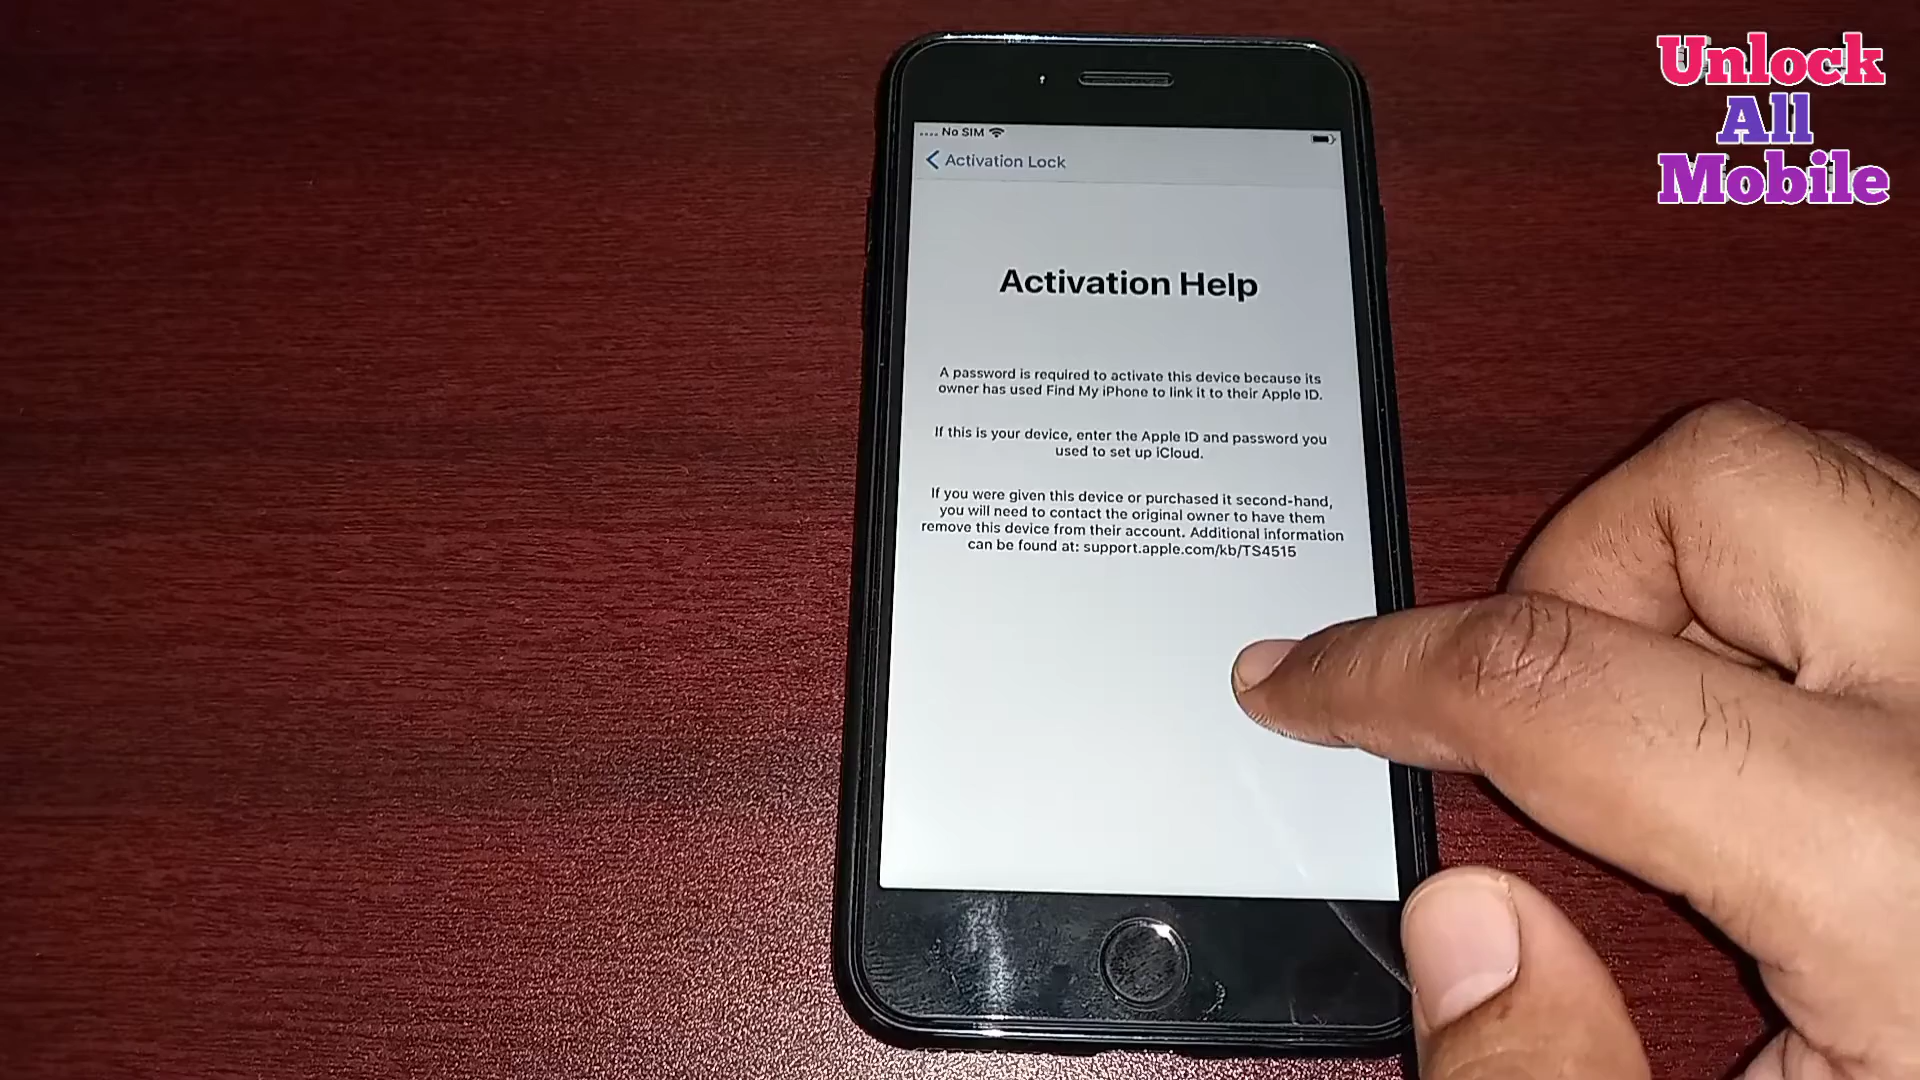 Unlock
All
Mobile
No SIM
Activation Lock
Activation Help
A password is required to activate this device because its
owner has used Find My iPhone to link it to their Apple ID.
If this is your device, enter the Apple ID and password you
used to set up iCloud.
If you were given this device or purchased it second-hand,
you will need to contact the original owner to have them
remove this device from their account. Additional information
can be found at: support.apple.com/kb/TS4515